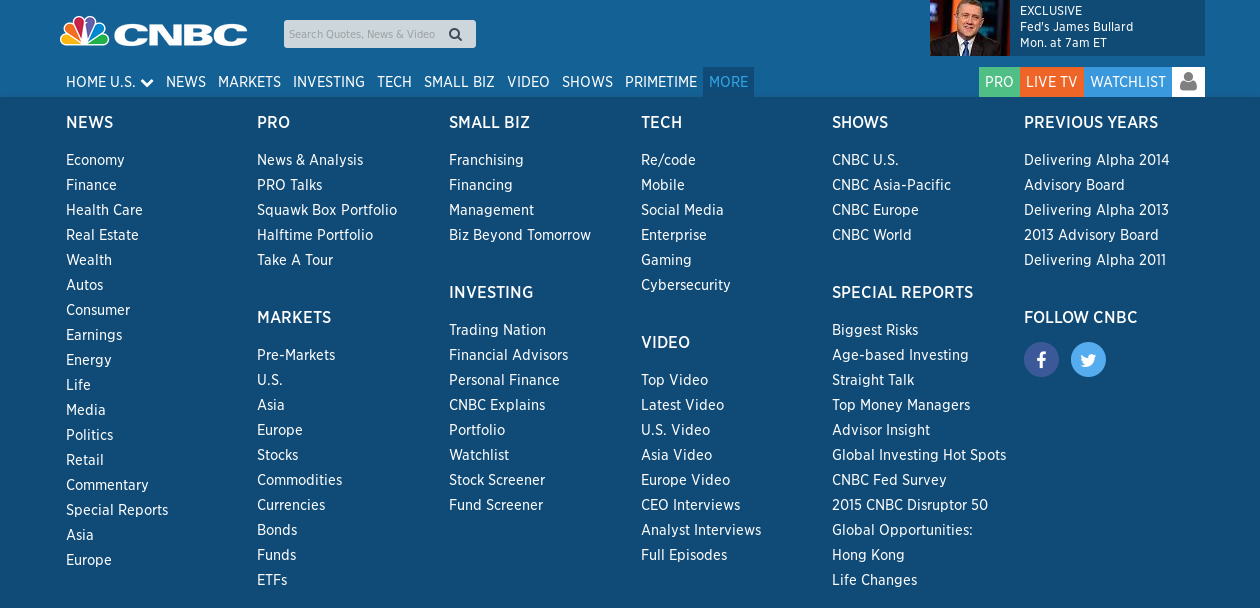 CNBC
Search Quotes, News & Video
EXCLUSIVE
Fed's James Bullard
Mon. at 7am ET
HOME U.S. NEWS MARKETS INVESTING TECH SMALL BIZ VIDEO SHOWS PRIMETIME MORE PRO LIVE TV WATCHLIST
NEWS
Economy
Finance
Health Care
Real Estate
Wealth
Autos
Consumer
Earnings
Energy
Life
Media
Politics
Retail
Commentary
Special Reports
Asia
Europe
PRO
News & Analysis
PRO Talks
Squawk Box Portfolio
Halftime Portfolio
Take A Tour
MARKETS
Pre-Markets
U.S.
Asia
Europe
Stocks
Commodities
Currencies
Bonds
Funds
ETFs
SMALL BIZ
Franchising
Financing
Management
Biz Beyond Tomorrow
INVESTING
Trading Nation
Financial Advisors
Personal Finance
CNBC Explains
Portfolio
Watchlist
Stock Screener
Fund Screener
TECH
Re/code
Mobile
Social Media
Enterprise
Gaming
Cybersecurity
VIDEO
Top Video
Latest Video
U.S. Video
Asia Video
Europe Video
CEO Interviews
Analyst Interviews
Full Episodes
SHOWS
CNBC U.S.
CNBC Asia-Pacific
CNBC Europe
CNBC World
SPECIAL REPORTS
Biggest Risks
Age-based Investing
Straight Talk
Top Money Managers
Advisor Insight
Global Investing Hot Spots
CNBC Fed Survey
2015 CNBC Disruptor 50
Global Opportunities:
Hong Kong
Life Changes
PREVIOUS YEARS
Delivering Alpha 2014
Advisory Board
Delivering Alpha 2013
2013 Advisory Board
Delivering Alpha 2011
FOLLOW CNBC